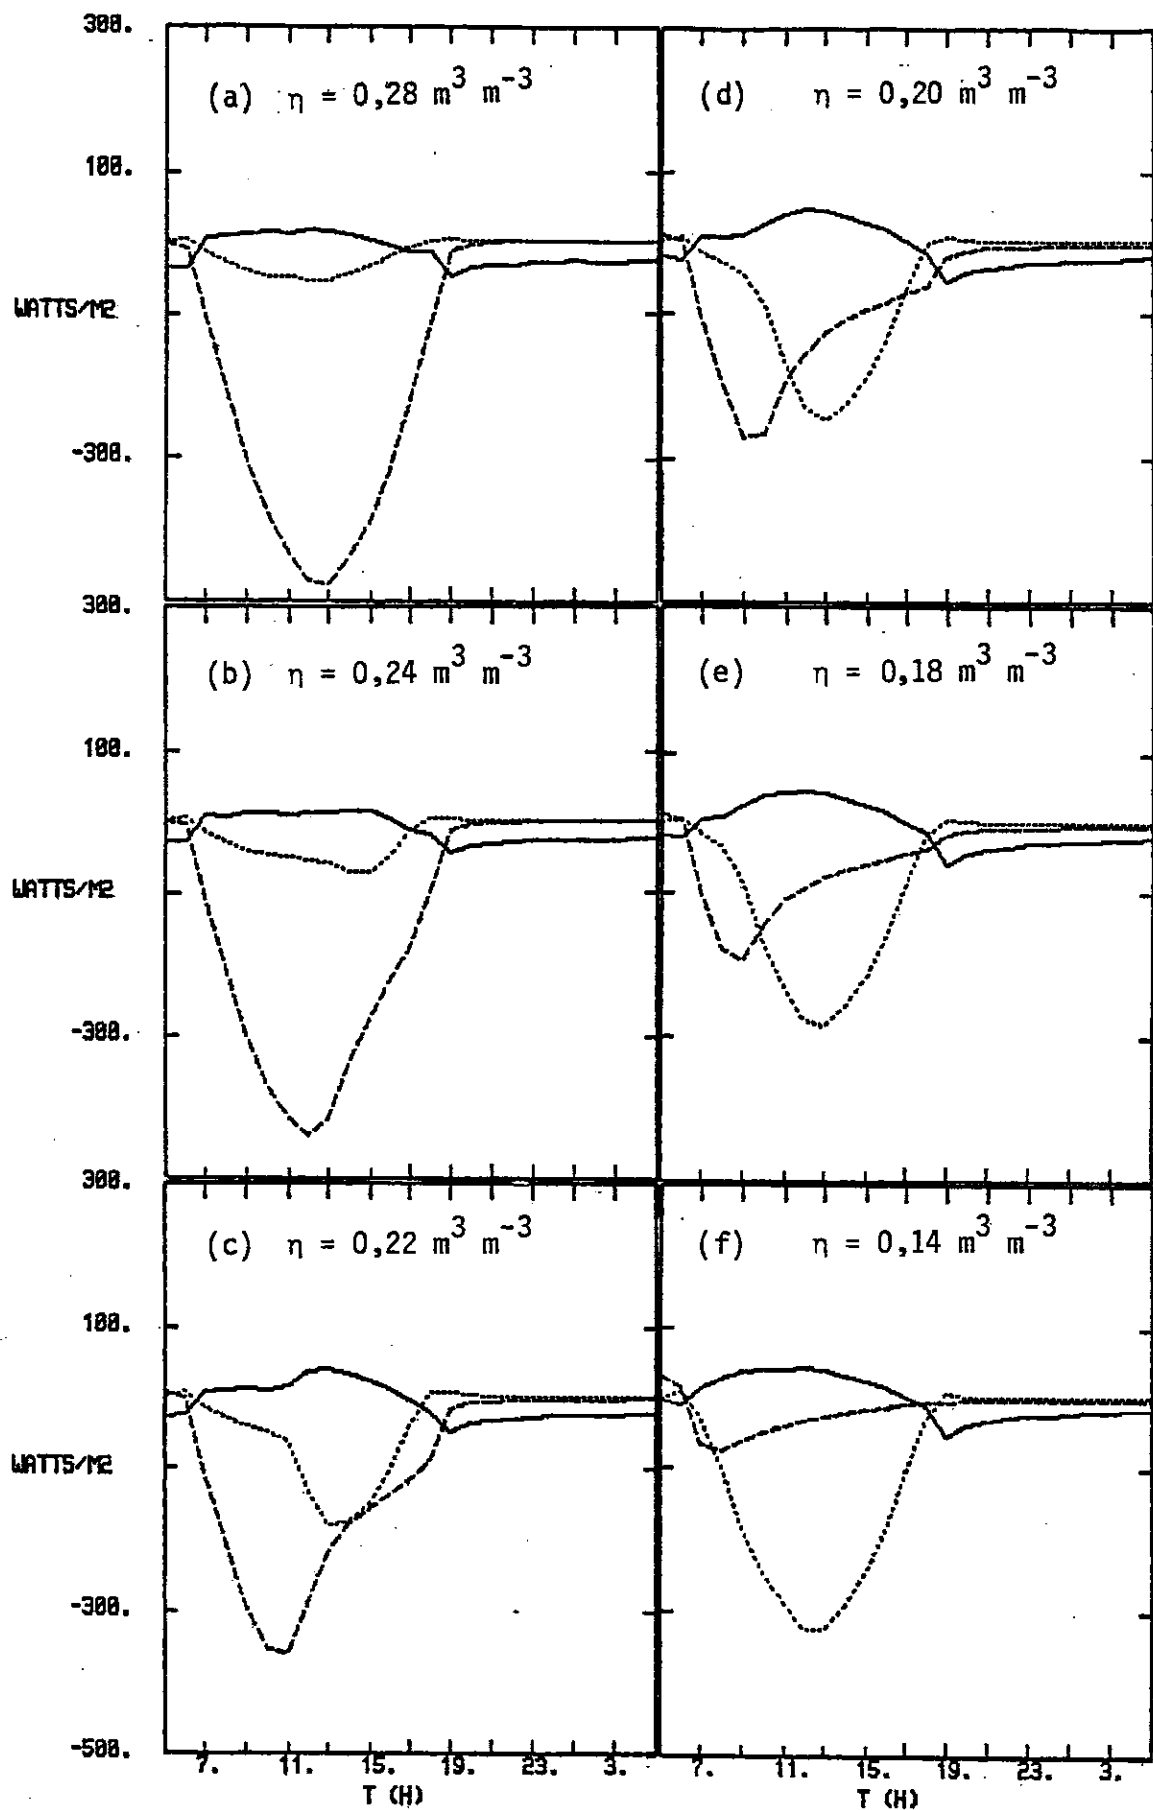 300.
(a) η = 0,28 m³ m⁻³
(d) η = 0,20 m³ m⁻³
100.
WATTS/M2
-300.
300.
(b) η = 0,24 m³ m⁻³
(e) η = 0,18 m³ m⁻³
100.
WATTS/M2
-300.
300.
(c) η = 0,22 m³ m⁻³
(f) η = 0,14 m³ m⁻³
100.
WATTS/M2
-300.
-500.
7. 11. 15. 19. 23. 3.
7. 11. 15. 19. 23. 3.
T (H)
T (H)